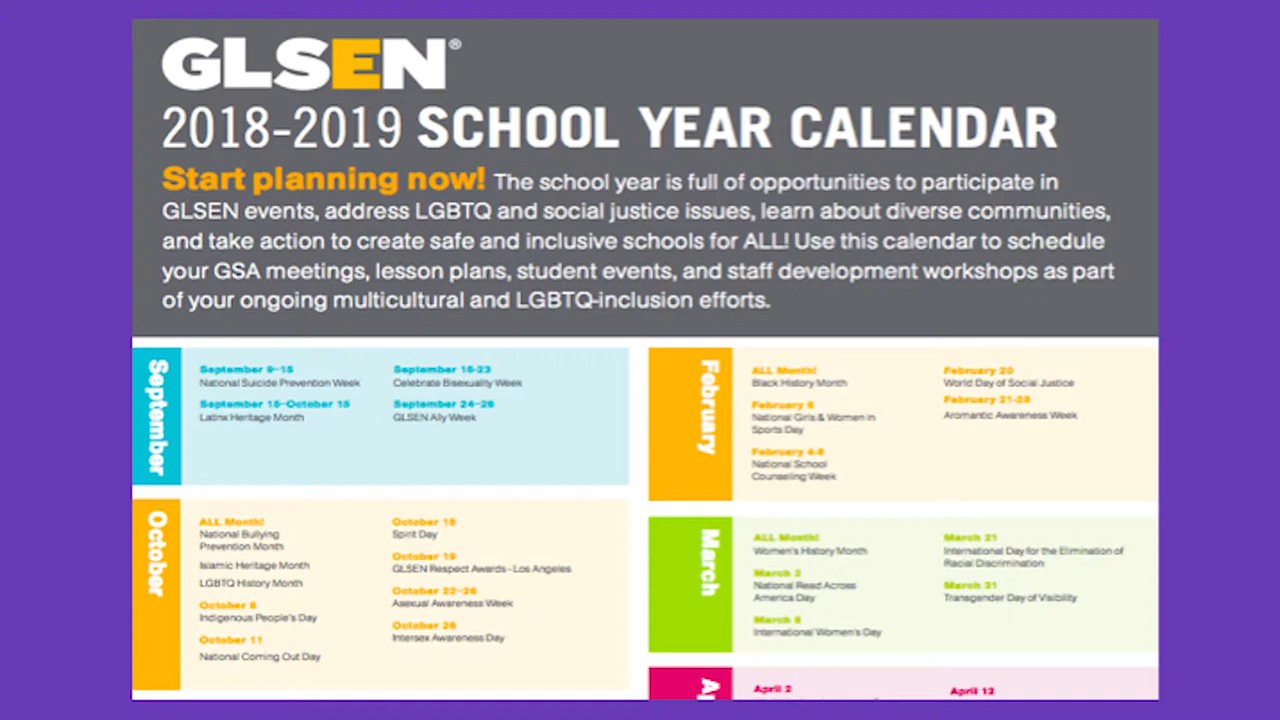 GLSEN®
2018-2019 SCHOOL YEAR CALENDAR
Start planning now! The school year is full of opportunities to participate in
GLSEN events, address LGBTQ and social justice issues, learn about diverse communities,
and take action to create safe and inclusive schools for ALL! Use this calendar to schedule
your GSA meetings, lesson plans, student events, and staff development workshops as part
of your ongoing multicultural and LGBTQ-inclusion efforts.
September
September 9-15
National Suicide Prevention Week
September 15-October 15
Latinx Heritage Month
September 16-23
Celebrate Bisexuality Week
September 24-28
GLSEN Ally Week
October
ALL Month!
National Bullying
Prevention Month
Islamic Heritage Month
LGBTQ History Month
October 8
Indigenous People's Day
October 11
National Coming Out Day
October 18
Spirit Day
October 19
GLSEN Respect Awards - Los Angeles
October 22-28
Asexual Awareness Week
October 26
Intersex Awareness Day
February
ALL Month!
Black History Month
February 6
National Girls & Women in
Sports Day
February 4-8
National School
Counseling Week
February 20
World Day of Social Justice
February 21-28
Aromantic Awareness Week
March
ALL Month!
Women's History Month
March 2
National Read Across
America Day
March 8
International Women's Day
March 21
International Day for the Elimination of
Racial Discrimination
March 31
Transgender Day of Visibility
April 2
April 12